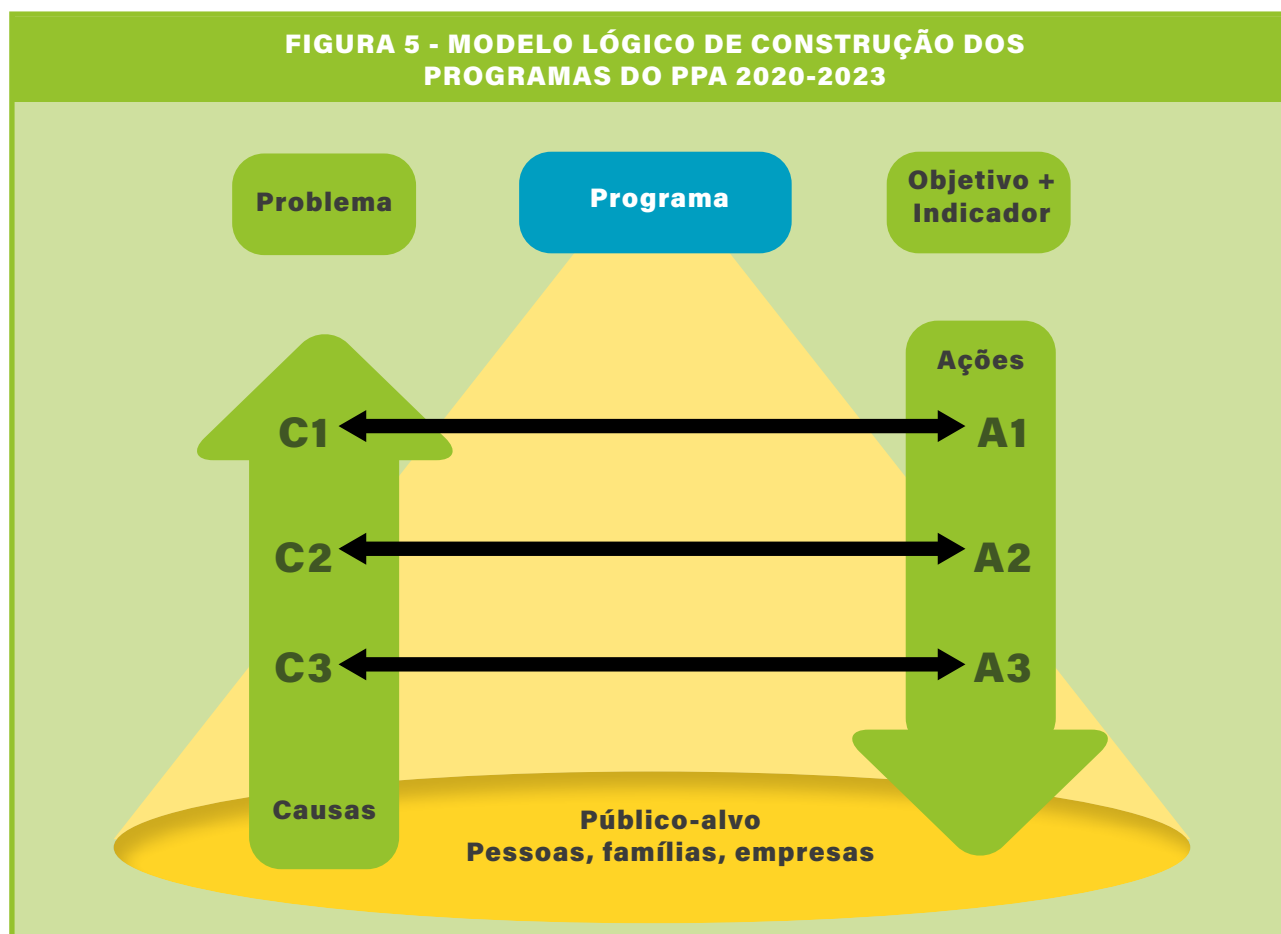 FIGURA 5 - MODELO LÓGICO DE CONSTRUÇÃO DOS
PROGRAMAS DO PPA 2020-2023
Problema
Programa
Objetivo +
Indicador
Ações
C1
A1
C2
A2
C3
A3
Causas
Público-alvo
Pessoas, famílias, empresas